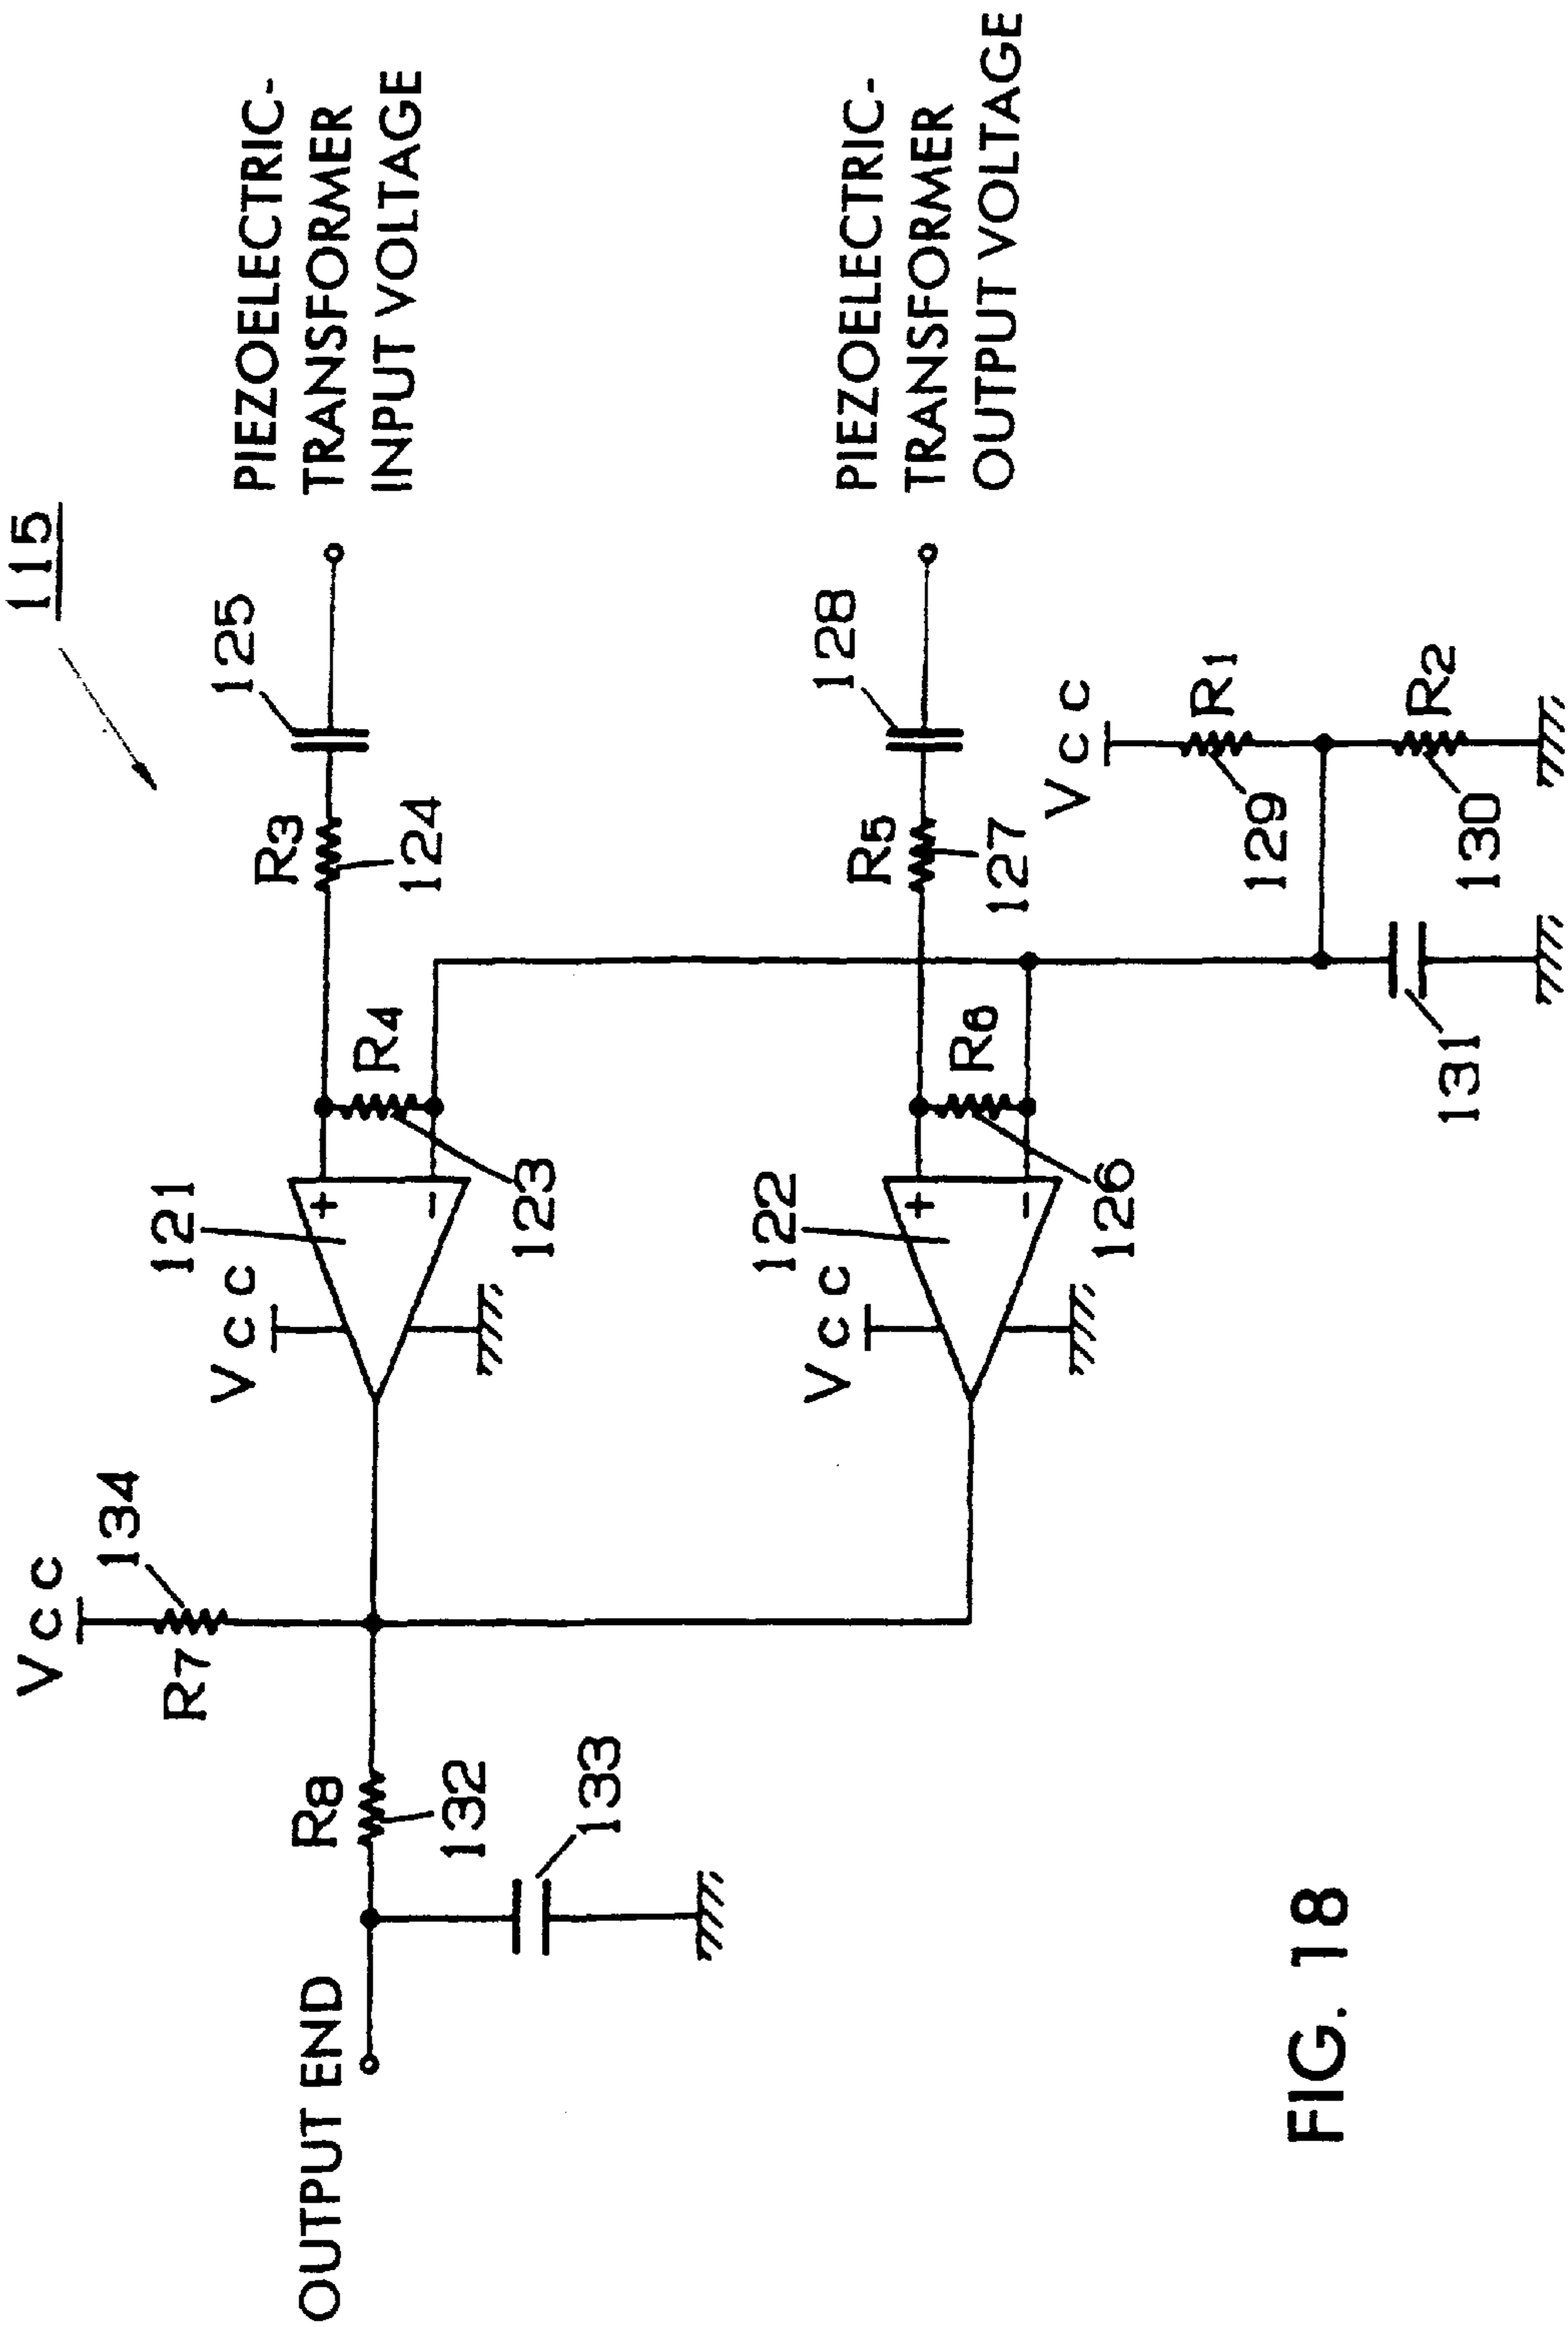 115
PIEZOELECTRIC-
TRANSFORMER
INPUT VOLTAGE
125
R3
124
R4
123
121
+
-
Vcc
Vcc
134
R7
R8
132
133
OUTPUT END
PIEZOELECTRIC-
TRANSFORMER
OUTPUT VOLTAGE
128
R5
127
R6
126
122
+
-
Vcc
Vcc
R1
129
R2
130
131
FIG. 18